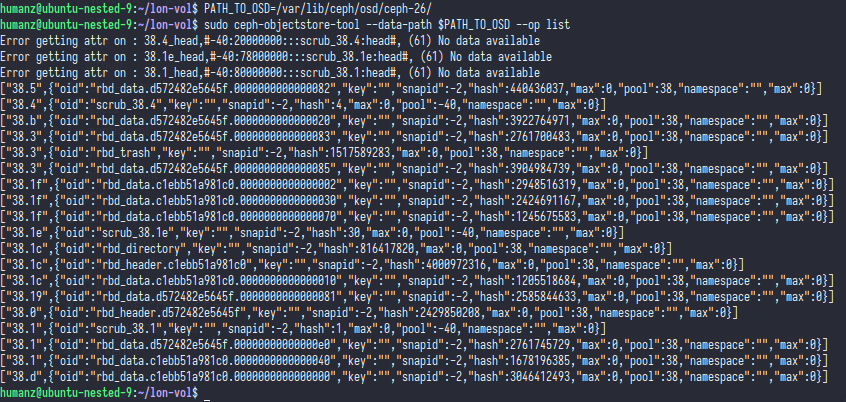 humanz@ubuntu-nested-9:~/lon-vol$ PATH_TO_OSD=/var/lib/ceph/osd/ceph-26/
humanz@ubuntu-nested-9:~/lon-vol$ sudo ceph-objectstore-tool --data-path $PATH_TO_OSD --op list
Error getting attr on : 38.4_head,#-40:20000000:::scrub_38.4:head#, (61) No data available
Error getting attr on : 38.1e_head,#-40:78000000:::scrub_38.1e:head#, (61) No data available
Error getting attr on : 38.1_head,#-40:80000000:::scrub_38.1:head#, (61) No data available
["38.5",{"oid":"rbd_data.d572482e5645f.0000000000000082","key":"","snapid":-2,"hash":440436037,"max":0,"pool":38,"namespace":"","max":0}]
["38.4",{"oid":"scrub_38.4","key":"","snapid":-2,"hash":4,"max":0,"pool":-40,"namespace":"","max":0}]
["38.b",{"oid":"rbd_data.d572482e5645f.0000000000000020","key":"","snapid":-2,"hash":3922764971,"max":0,"pool":38,"namespace":"","max":0}]
["38.3",{"oid":"rbd_data.d572482e5645f.0000000000000083","key":"","snapid":-2,"hash":2761700483,"max":0,"pool":38,"namespace":"","max":0}]
["38.3",{"oid":"rbd_trash","key":"","snapid":-2,"hash":1517589283,"max":0,"pool":38,"namespace":"","max":0}]
["38.3",{"oid":"rbd_data.d572482e5645f.0000000000000085","key":"","snapid":-2,"hash":3904984739,"max":0,"pool":38,"namespace":"","max":0}]
["38.1f",{"oid":"rbd_data.c1ebb51a981c0.0000000000000002","key":"","snapid":-2,"hash":2948516319,"max":0,"pool":38,"namespace":"","max":0}]
["38.1f",{"oid":"rbd_data.c1ebb51a981c0.0000000000000030","key":"","snapid":-2,"hash":2424691167,"max":0,"pool":38,"namespace":"","max":0}]
["38.1f",{"oid":"rbd_data.c1ebb51a981c0.0000000000000070","key":"","snapid":-2,"hash":1245675583,"max":0,"pool":38,"namespace":"","max":0}]
["38.1e",{"oid":"scrub_38.1e","key":"","snapid":-2,"hash":30,"max":0,"pool":-40,"namespace":"","max":0}]
["38.1c",{"oid":"rbd_directory","key":"","snapid":-2,"hash":816417820,"max":0,"pool":38,"namespace":"","max":0}]
["38.1c",{"oid":"rbd_header.c1ebb51a981c0","key":"","snapid":-2,"hash":4000972316,"max":0,"pool":38,"namespace":"","max":0}]
["38.1c",{"oid":"rbd_data.c1ebb51a981c0.0000000000000010","key":"","snapid":-2,"hash":1205518684,"max":0,"pool":38,"namespace":"","max":0}]
["38.19",{"oid":"rbd_data.d572482e5645f.0000000000000081","key":"","snapid":-2,"hash":2585844633,"max":0,"pool":38,"namespace":"","max":0}]
["38.0",{"oid":"rbd_header.d572482e5645f","key":"","snapid":-2,"hash":2429850208,"max":0,"pool":38,"namespace":"","max":0}]
["38.1",{"oid":"scrub_38.1","key":"","snapid":-2,"hash":1,"max":0,"pool":-40,"namespace":"","max":0}]
["38.1",{"oid":"rbd_data.d572482e5645f.00000000000000e0","key":"","snapid":-2,"hash":2761745729,"max":0,"pool":38,"namespace":"","max":0}]
["38.1",{"oid":"rbd_data.c1ebb51a981c0.0000000000000040","key":"","snapid":-2,"hash":1678196385,"max":0,"pool":38,"namespace":"","max":0}]
["38.d",{"oid":"rbd_data.c1ebb51a981c0.0000000000000000","key":"","snapid":-2,"hash":3046412493,"max":0,"pool":38,"namespace":"","max":0}]
humanz@ubuntu-nested-9:~/lon-vol$